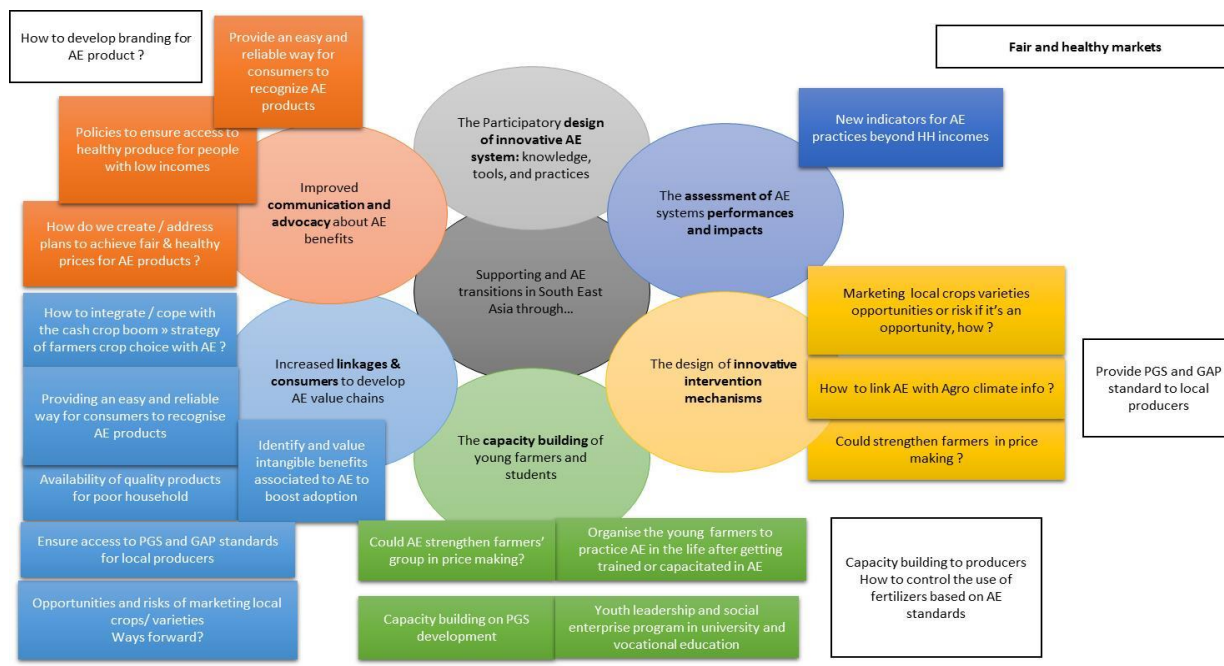 How to develop branding for
AE product ?
Provide an easy and
reliable way for
consumers to
recognize AE
products
Fair and healthy markets
Policies to ensure access to
healthy produce for people
with low incomes
The Participatory design
of innovative AE
system: knowledge,
tools, and practices
New indicators for AE
practices beyond HH incomes
Improved
communication and
advocacy about AE
benefits
The assessment of AE
systems performances
and impacts
How do we create / address
plans to achieve fair & healthy
prices for AE products ?
Supporting and AE
transitions in South East
Asia through...
Marketing local crops varieties
opportunities or risk if it's an
opportunity, how ?
How to integrate / cope with
the cash crop boom » strategy
of farmers crop choice with AE ?
Increased linkages &
consumers to develop
AE value chains
The design of innovative
intervention
mechanisms
How to link AE with Agro climate info ?
Provide PGS and GAP
standard to local
producers
Providing an easy and reliable
way for consumers to recognise
AE products
Could strengthen farmers in price
making ?
Identify and value
intangible benefits
associated to AE to
boost adoption
The capacity building of
young farmers and
students
Availability of quality products
for poor household
Ensure access to PGS and GAP standards
for local producers
Could AE strengthen farmers'
group in price making?
Organise the young farmers to
practice AE in the life after getting
trained or capacitated in AE
Capacity building to producers
How to control the use of
fertilizers based on AE
standards
Opportunities and risks of marketing local
crops/ varieties
Ways forward?
Capacity building on PGS
development
Youth leadership and social
enterprise program in university and
vocational education